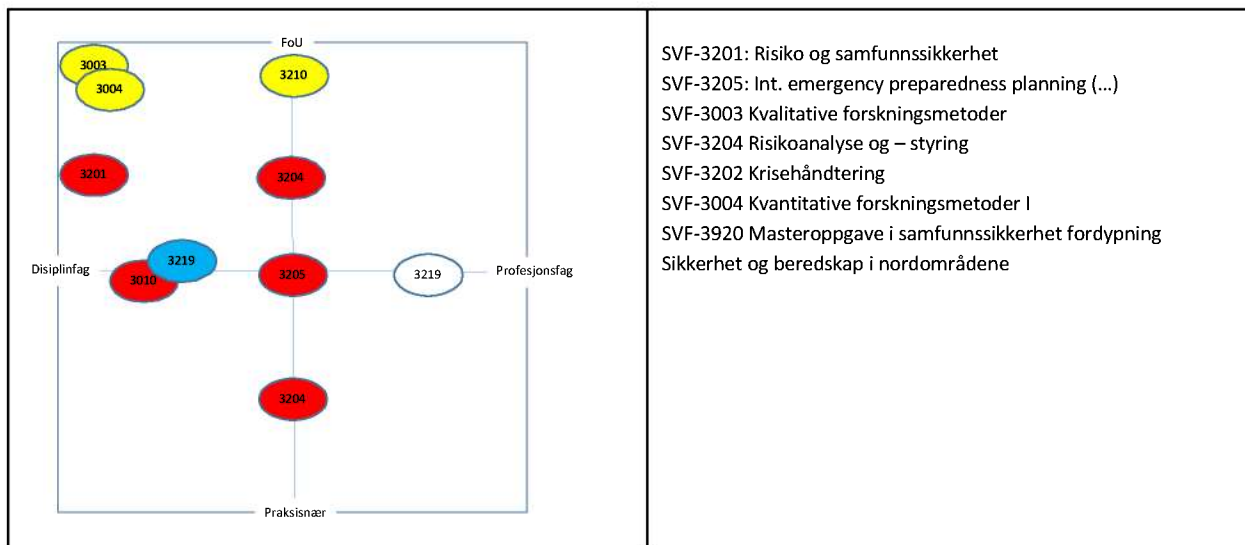 FoU
3003
3004
3210
3201
3204
Disiplinfag
3219
3010
3205
3219
Profesjonsfag
3204
Praksisnær
SVF-3201: Risiko og samfunnssikkerhet
SVF-3205: Int. emergency preparedness planning (...)
SVF-3003 Kvalitative forskningsmetoder
SVF-3204 Risikoanalyse og – styring
SVF-3202 Krisehåndtering
SVF-3004 Kvantitative forskningsmetoder I
SVF-3920 Masteroppgave i samfunnssikkerhet fordypning
Sikkerhet og beredskap i nordområdene